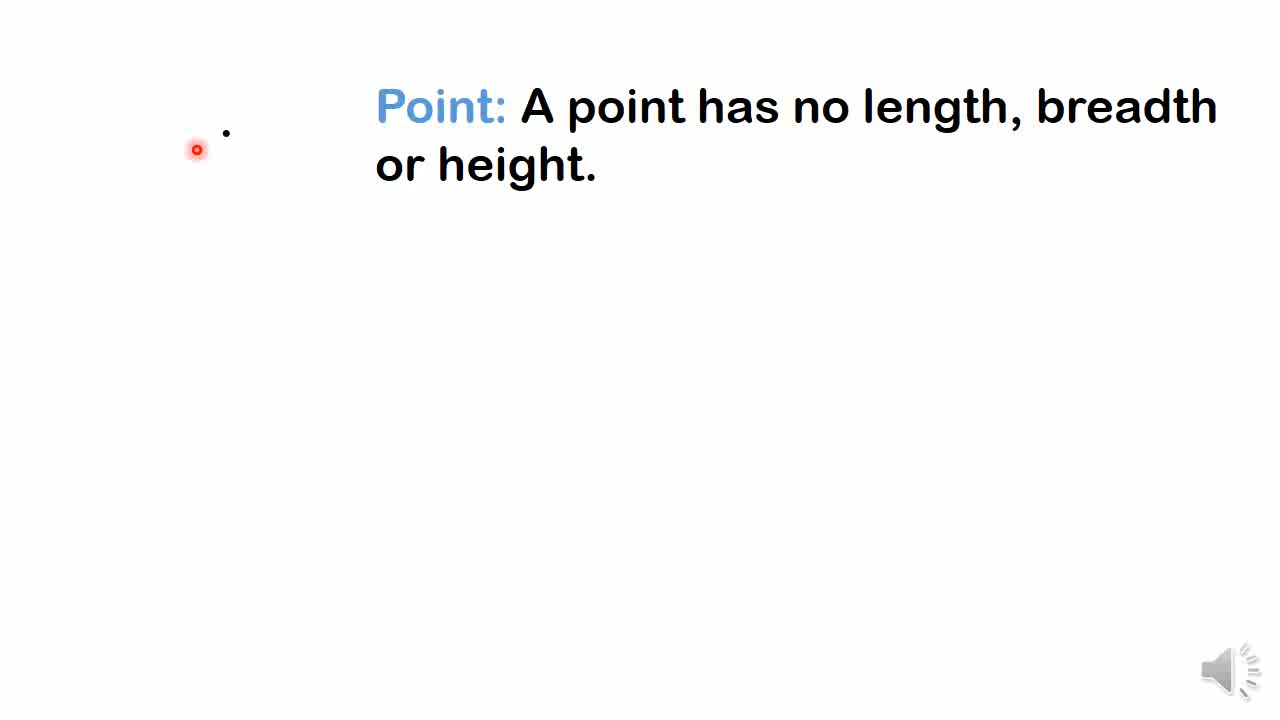 Point: A point has no length, breadth
or height.